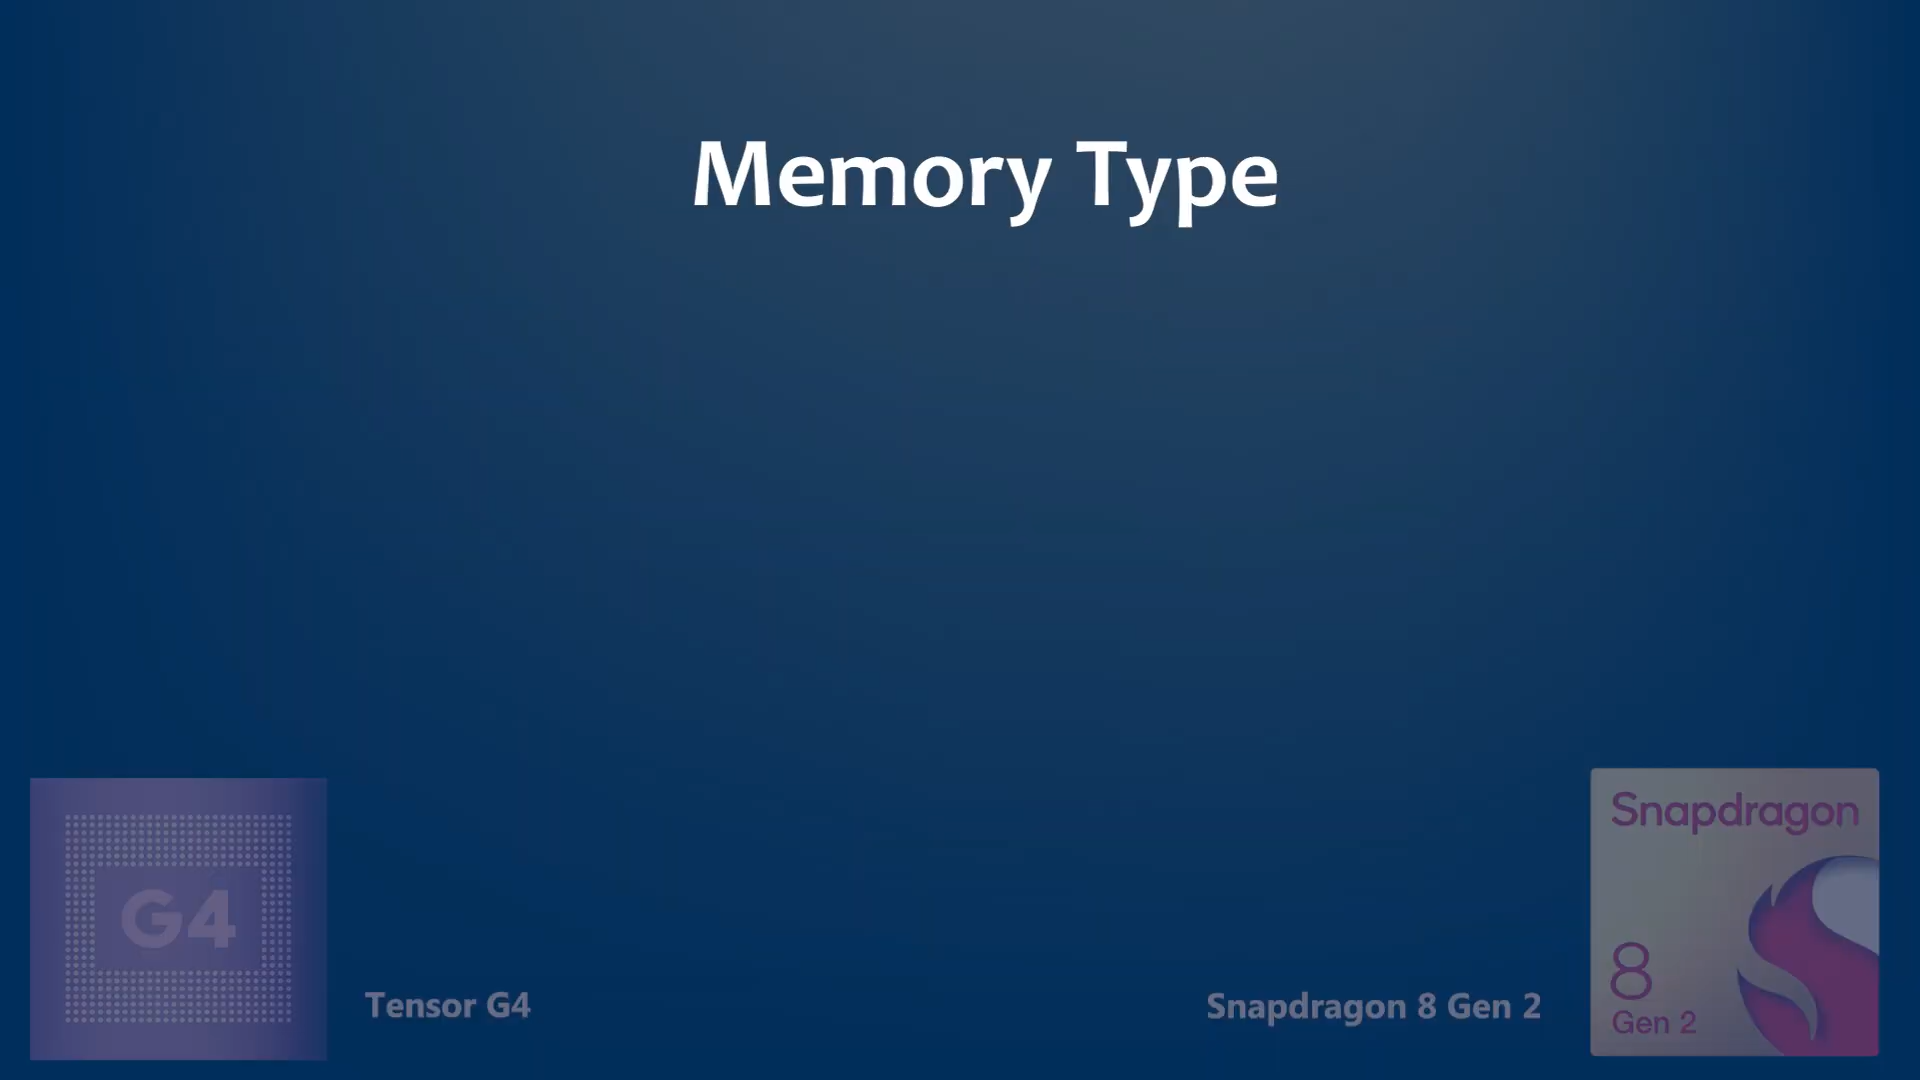 Memory Type
G4
Tensor G4
Snapdragon 8 Gen 2
Snapdragon
8
Gen 2